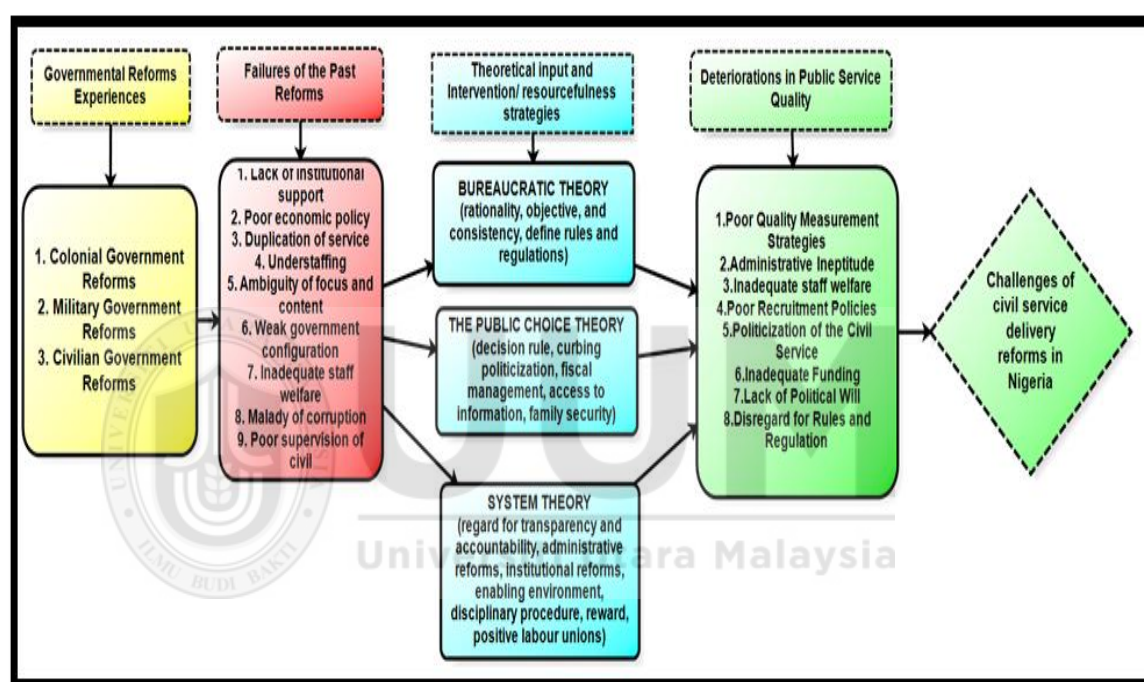 Governmental Reforms
Experiences
Failures of the Past
Reforms
Theoretical input and
Intervention/ resourcefulness
strategies
Deteriorations in Public Service
Quality
1. Colonial Government
Reforms
2. Military Government
Reforms
3. Civilian Government
Reforms
1. Lack of institutional
support
2. Poor economic policy
3. Duplication of service
4. Understaffing
5. Ambiguity of focus and
content
6. Weak government
configuration
7. Inadequate staff
welfare
8. Malady of corruption
9. Poor supervision of
civil
BUREAUCRATIC THEORY
(rationality, objective, and
consistency, define rules and
regulations)
THE PUBLIC CHOICE THEORY
(decision rule, curbing
politicization, fiscal
management, access to
information, family security)
SYSTEM THEORY
(regard for transparency and
accountability, administrative
reforms, institutional reforms,
enabling environment,
disciplinary procedure, reward,
positive labour unions)
1.Poor Quality Measurement
Strategies
2.Administrative Ineptitude
3.Inadequate staff welfare
4.Poor Recruitment Policies
5.Politicization of the Civil
Service
6.Inadequate Funding
7.Lack of Political Will
8.Disregard for Rules and
Regulation
Challenges of
civil service
delivery
reforms in
Nigeria
UUM
Universiti Utara Malaysia
ILMU BUDI BAKTI